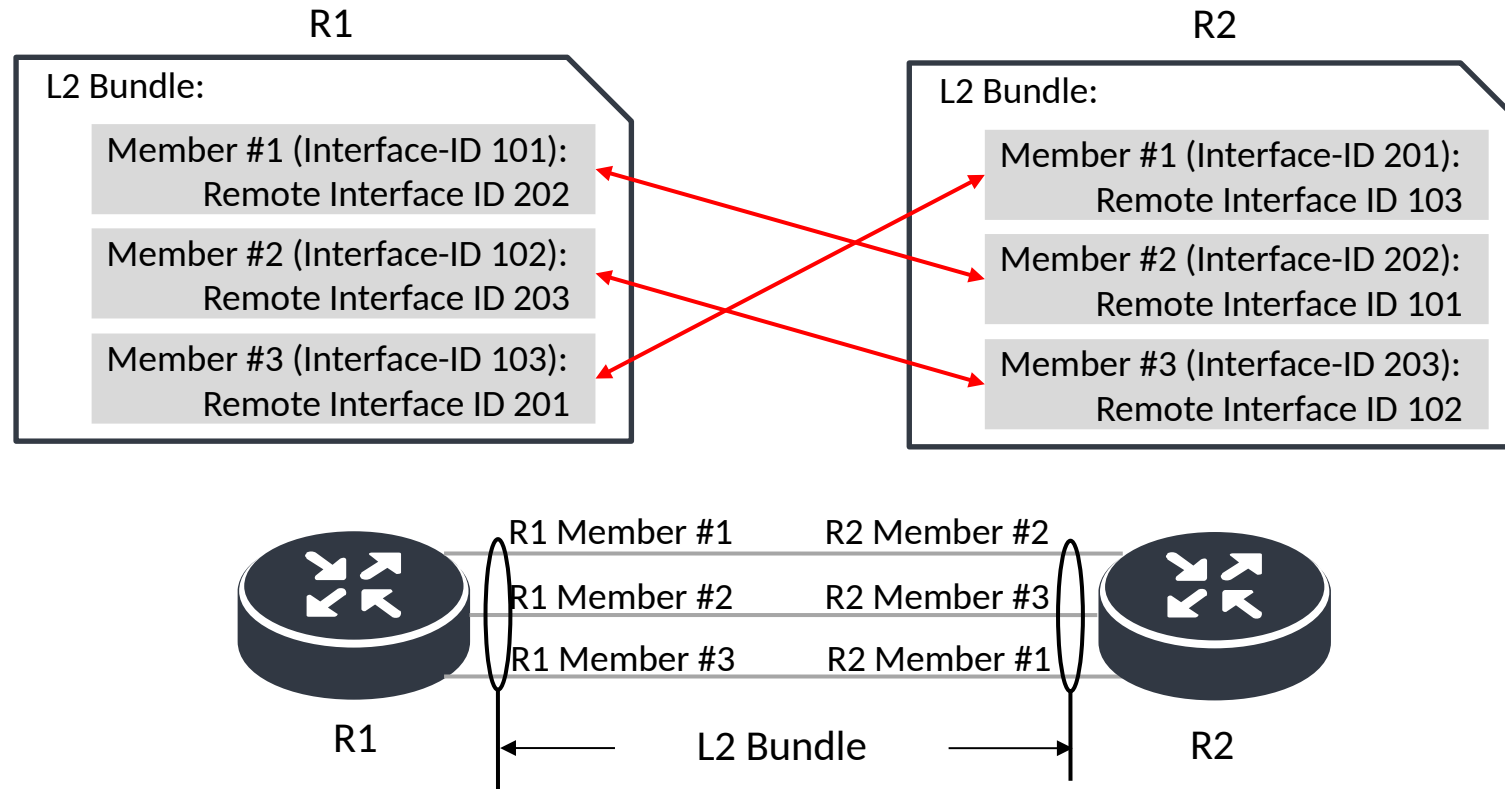 R1
L2 Bundle:
Member #1 (Interface-ID 101):
Remote Interface ID 202
Member #2 (Interface-ID 102):
Remote Interface ID 203
Member #3 (Interface-ID 103):
Remote Interface ID 201
R2
L2 Bundle:
Member #1 (Interface-ID 201):
Remote Interface ID 103
Member #2 (Interface-ID 202):
Remote Interface ID 101
Member #3 (Interface-ID 203):
Remote Interface ID 102
R1 Member #1 R2 Member #2
R1 Member #2 R2 Member #3
R1 Member #3 R2 Member #1
R1 L2 Bundle R2